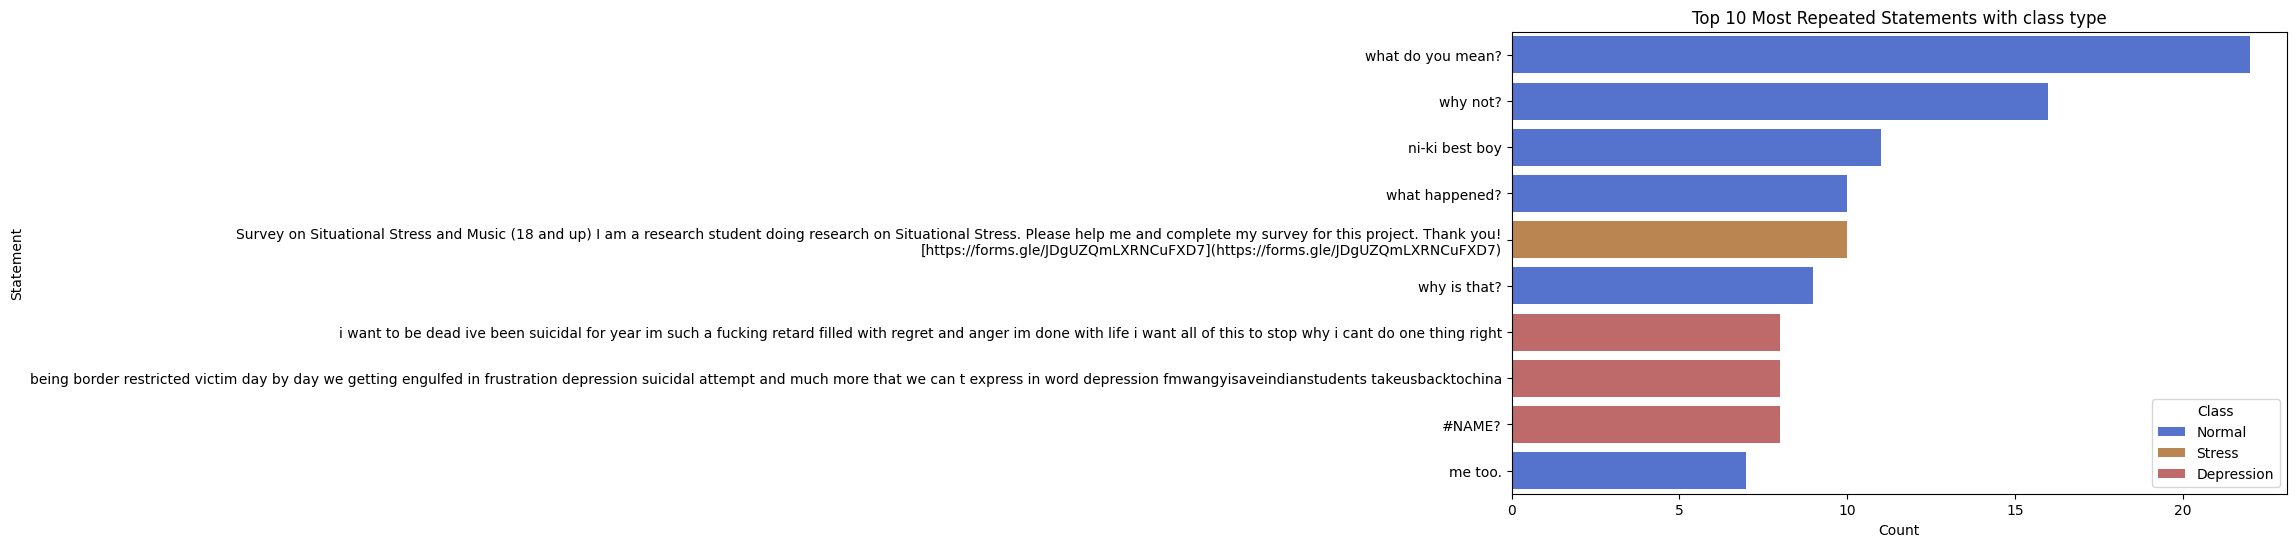 Top 10 Most Repeated Statements with class type
Statement
what do you mean?
why not?
ni-ki best boy
what happened?
Survey on Situational Stress and Music (18 and up) I am a research student doing research on Situational Stress. Please help me and complete my survey for this project. Thank you!
[https://forms.gle/JDgUZQmLXRNCuFXD7](https://forms.gle/JDgUZQmLXRNCuFXD7)
why is that?
i want to be dead ive been suicidal for year im such a fucking retard filled with regret and anger im done with life i want all of this to stop why i cant do one thing right
being border restricted victim day by day we getting engulfed in frustration depression suicidal attempt and much more that we can t express in word depression fmwangyisaveindianstudents takeusbacktochina
#NAME?
me too.
Class
Normal
Stress
Depression
0 5 10 15 20
Count